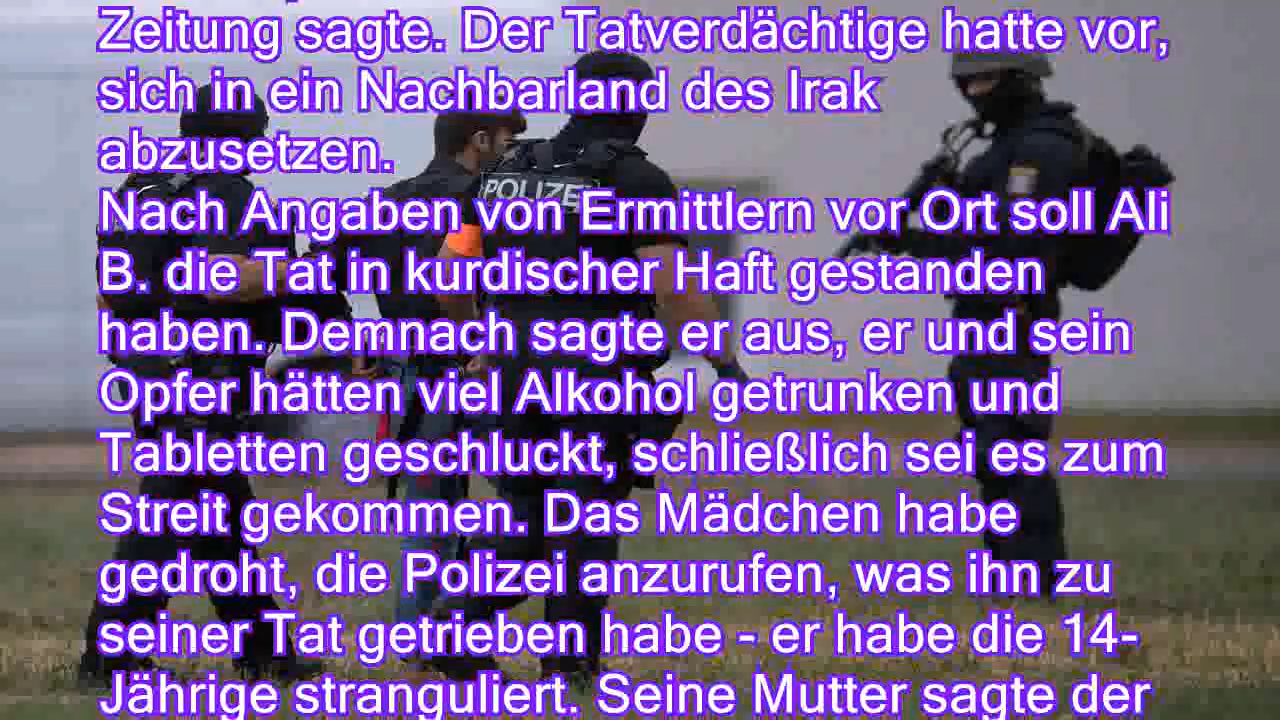 Zeitung sagte. Der Tatverdächtige hatte vor,
sich in ein Nachbarland des Irak
abzusetzen.
Nach Angaben von Ermittlern vor Ort soll Ali
B. die Tat in kurdischer Haft gestanden
haben. Demnach sagte er aus, er und sein
Opfer hätten viel Alkohol getrunken und
Tabletten geschluckt, schließlich sei es zum
Streit gekommen. Das Mädchen habe
gedroht, die Polizei anzurufen, was ihn zu
seiner Tat getrieben habe - er habe die 14-
Jährige stranguliert. Seine Mutter sagte der
POLIZEI